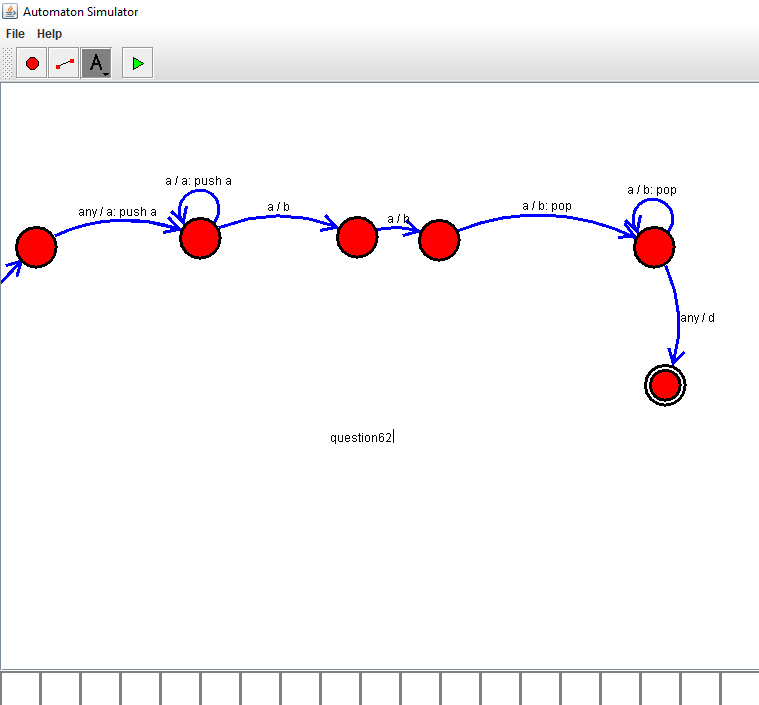 Automaton Simulator
File Help
A
a / a: push a
a / b: pop
any / a: push a
a / b
a / b
a / b: pop
any / d
question62